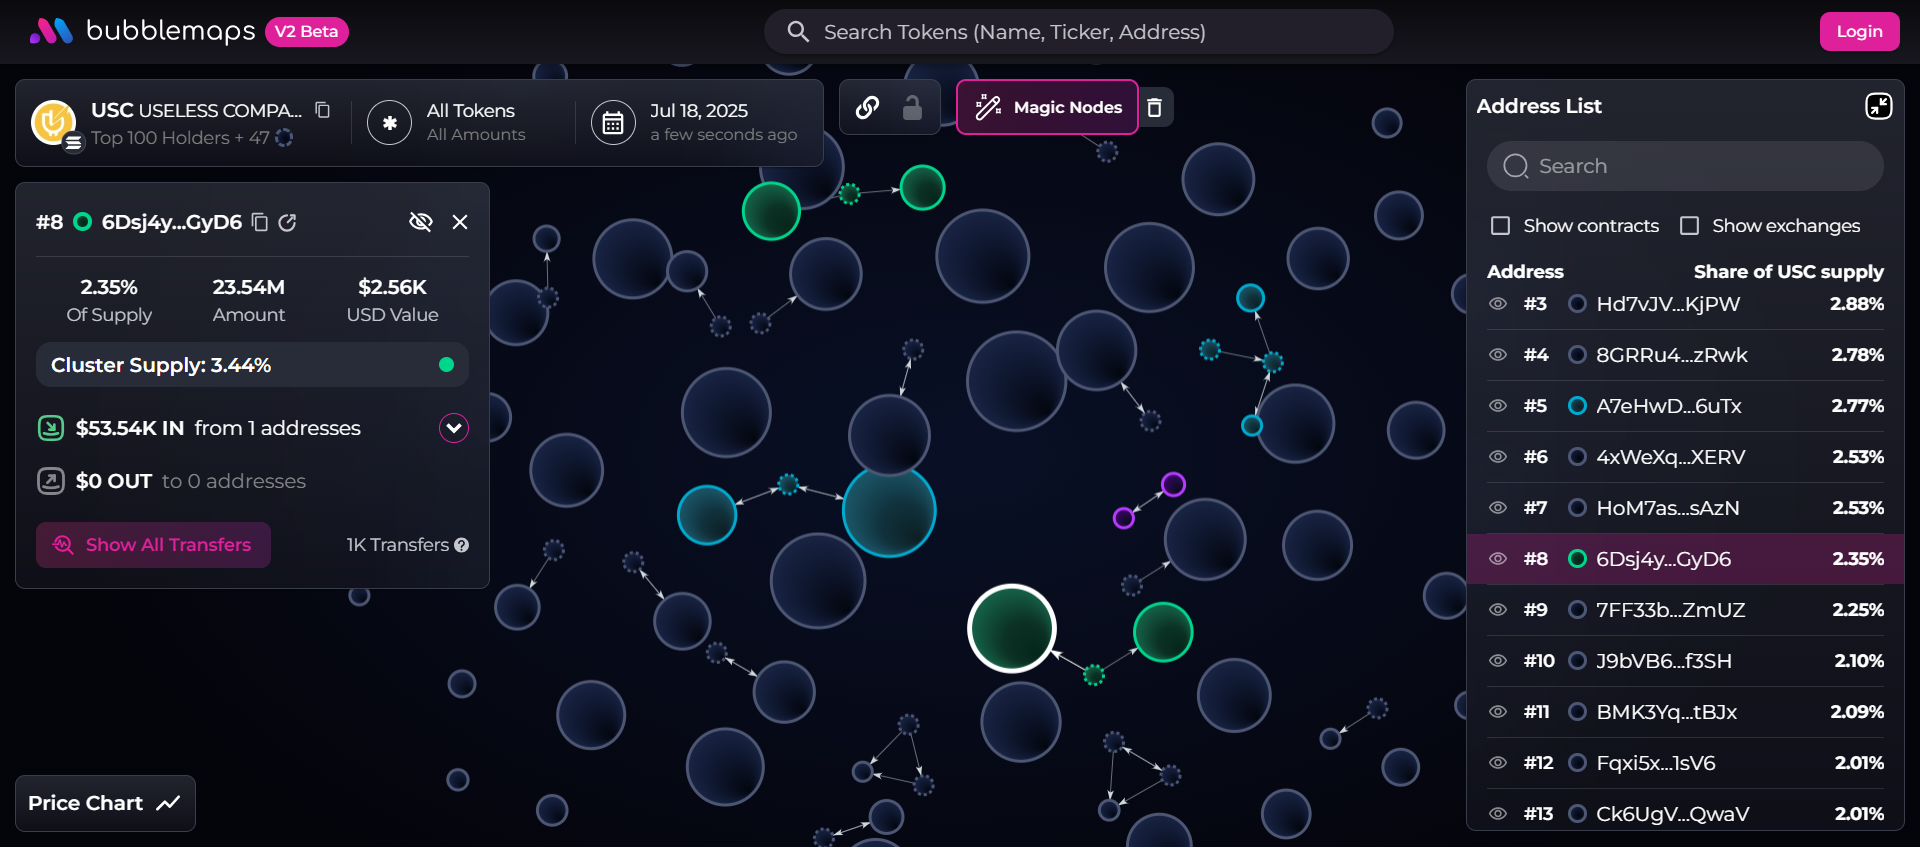 bubblemaps V2 Beta
Search Tokens (Name, Ticker, Address)
Login
USC USELESS COMPA...
Top 100 Holders + 47
All Tokens
All Amounts
Jul 18, 2025
a few seconds ago
Magic Nodes
#8 6Dsj4y...GyD6
2.35% 23.54M $2.56K
Of Supply Amount USD Value
Cluster Supply: 3.44%
$53.54K IN from 1 addresses
$0 OUT to 0 addresses
Show All Transfers 1K Transfers ?
Price Chart
Address List
Search
Show contracts Show exchanges
Address Share of USC supply
#3 Hd7vJV...KjPW 2.88%
#4 8GRRu4...zRwk 2.78%
#5 A7eHwD...6uTx 2.77%
#6 4xWeXq...XERV 2.53%
#7 HoM7as...sAzN 2.53%
#8 6Dsj4y...GyD6 2.35%
#9 7FF33b...ZmUZ 2.25%
#10 J9bVB6...f3SH 2.10%
#11 BMK3Yq...tBJx 2.09%
#12 Fqxi5x...1sV6 2.01%
#13 Ck6UgV...QwaV 2.01%